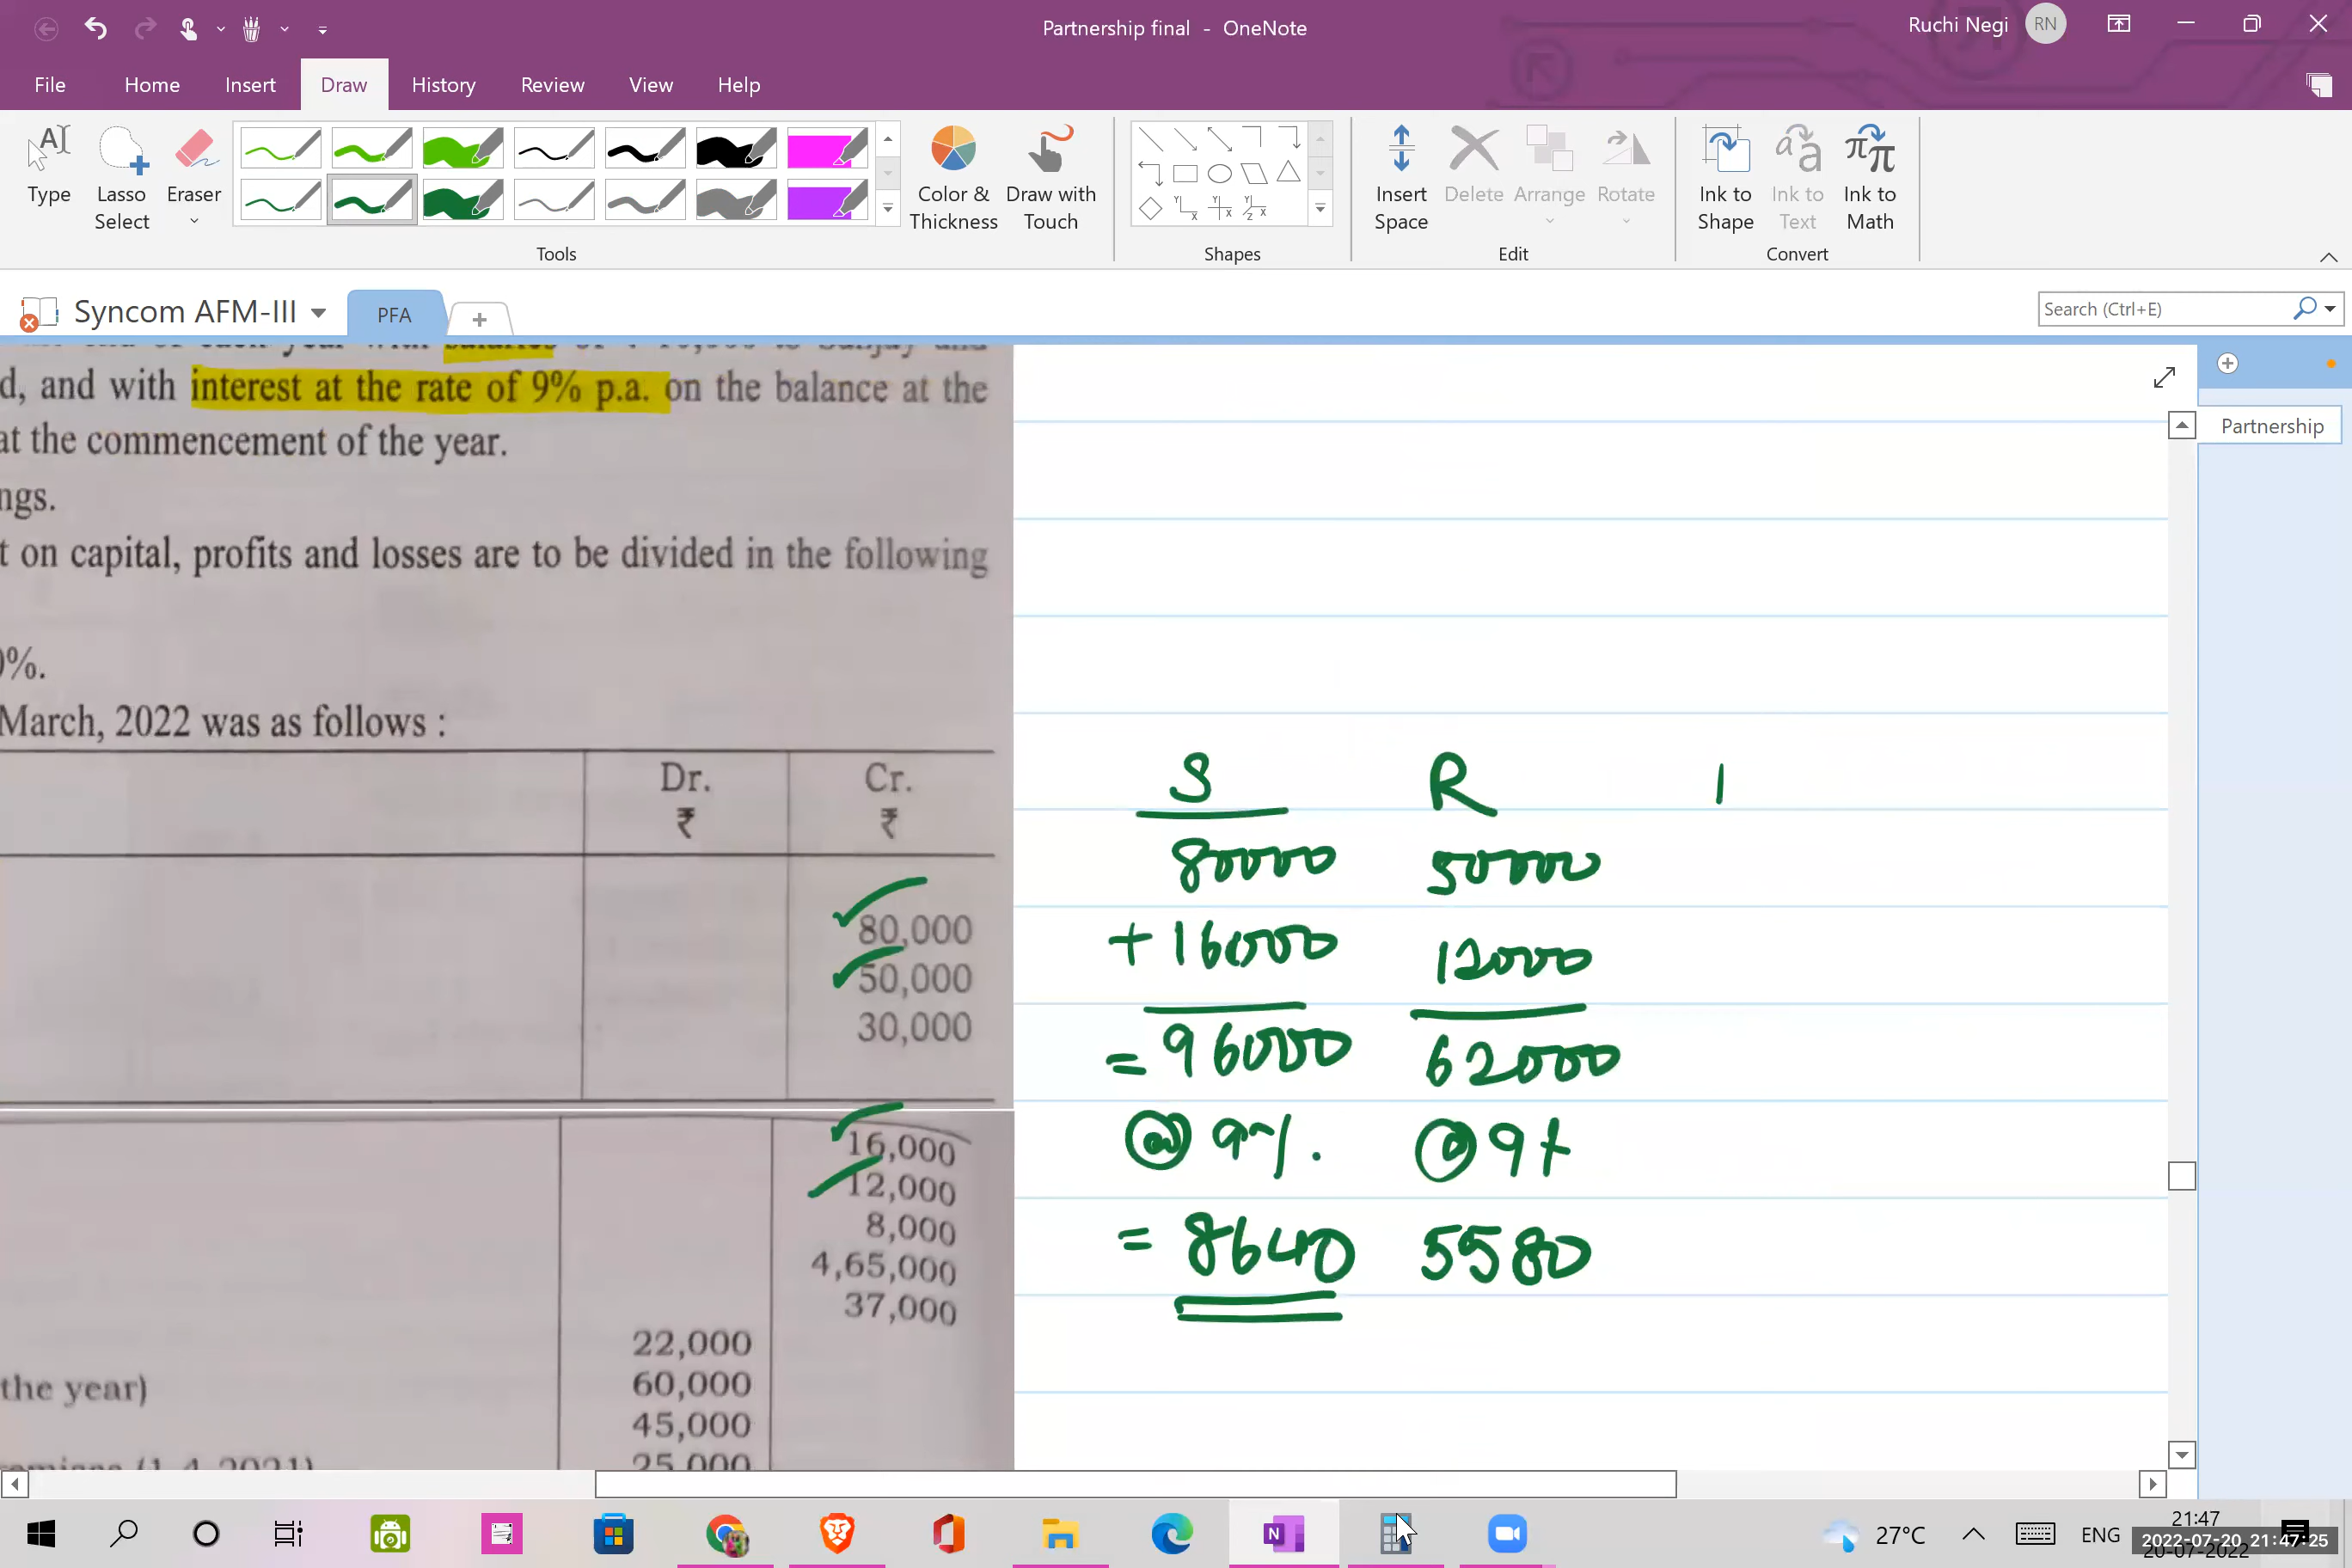 Partnership final - OneNote
Ruchi Negi RN
File Home Insert Draw History Review View Help
Type
Lasso Select
Eraser
Color & Thickness
Draw with Touch
Insert Space
Delete
Arrange
Rotate
Ink to Shape
Ink to Text
Ink to Math
Tools Shapes Edit Convert
Syncom AFM-III PFA +
Search (Ctrl+E)
Partnership
d, and with interest at the rate of 9% p.a. on the balance at the
at the commencement of the year.
ngs.
t on capital, profits and losses are to be divided in the following
0%.
March, 2022 was as follows :
Dr. Cr.
₹ ₹
80,000
50,000
30,000
16,000
12,000
8,000
4,65,000
37,000
22,000
60,000
the year)
45,000
25,000
S R
80000 50000
+ 16000 12000
= 96000 62000
@ 9%. @ 9%
= 8640 5580
27°C
ENG
21:47
2022-07-20, 21:47:25
20-07-2022